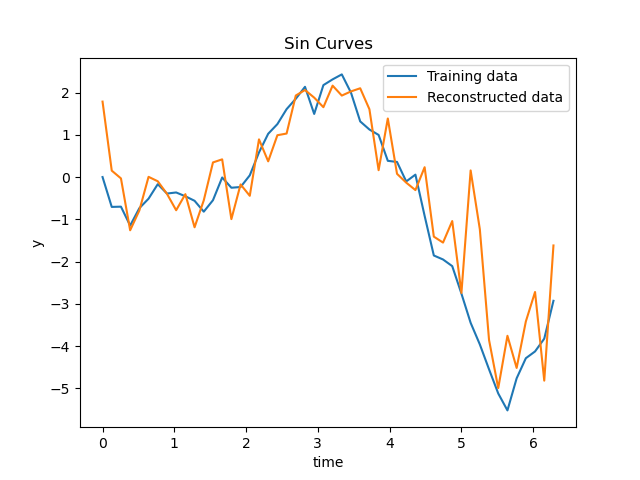 Sin Curves
Training data
Reconstructed data
2
1
0
−1
−2
−3
−4
−5
y
0 1 2 3 4 5 6
time